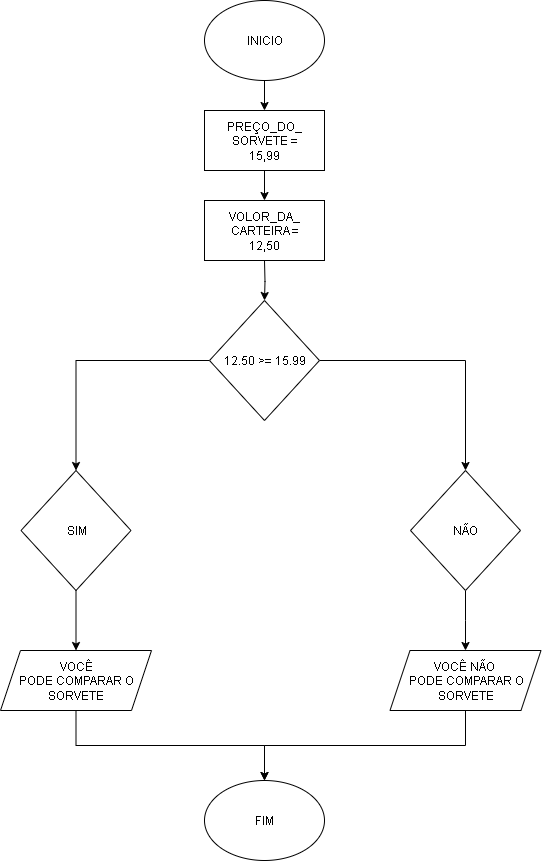 INICIO
PREÇO_DO_
SORVETE =
15,99
VOLOR_DA_
CARTEIRA=
12,50
12.50 >= 15.99
SIM
NÃO
VOCÊ
PODE COMPARAR O
SORVETE
VOCÊ NÃO
PODE COMPARAR O
SORVETE
FIM